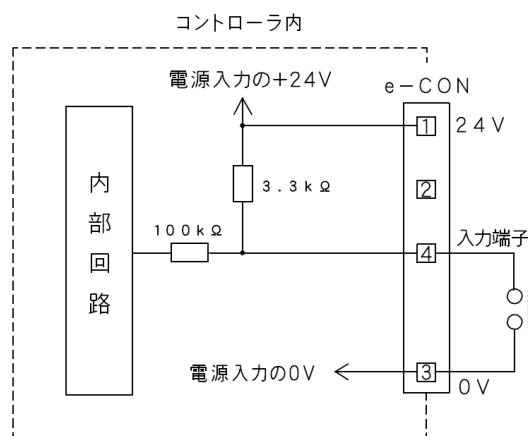 コントローラ内
電源入力の+24V
e-CON
1
24V
2
3.3kΩ
100kΩ
内部回路
4
入力端子
3
電源入力の0V
0V